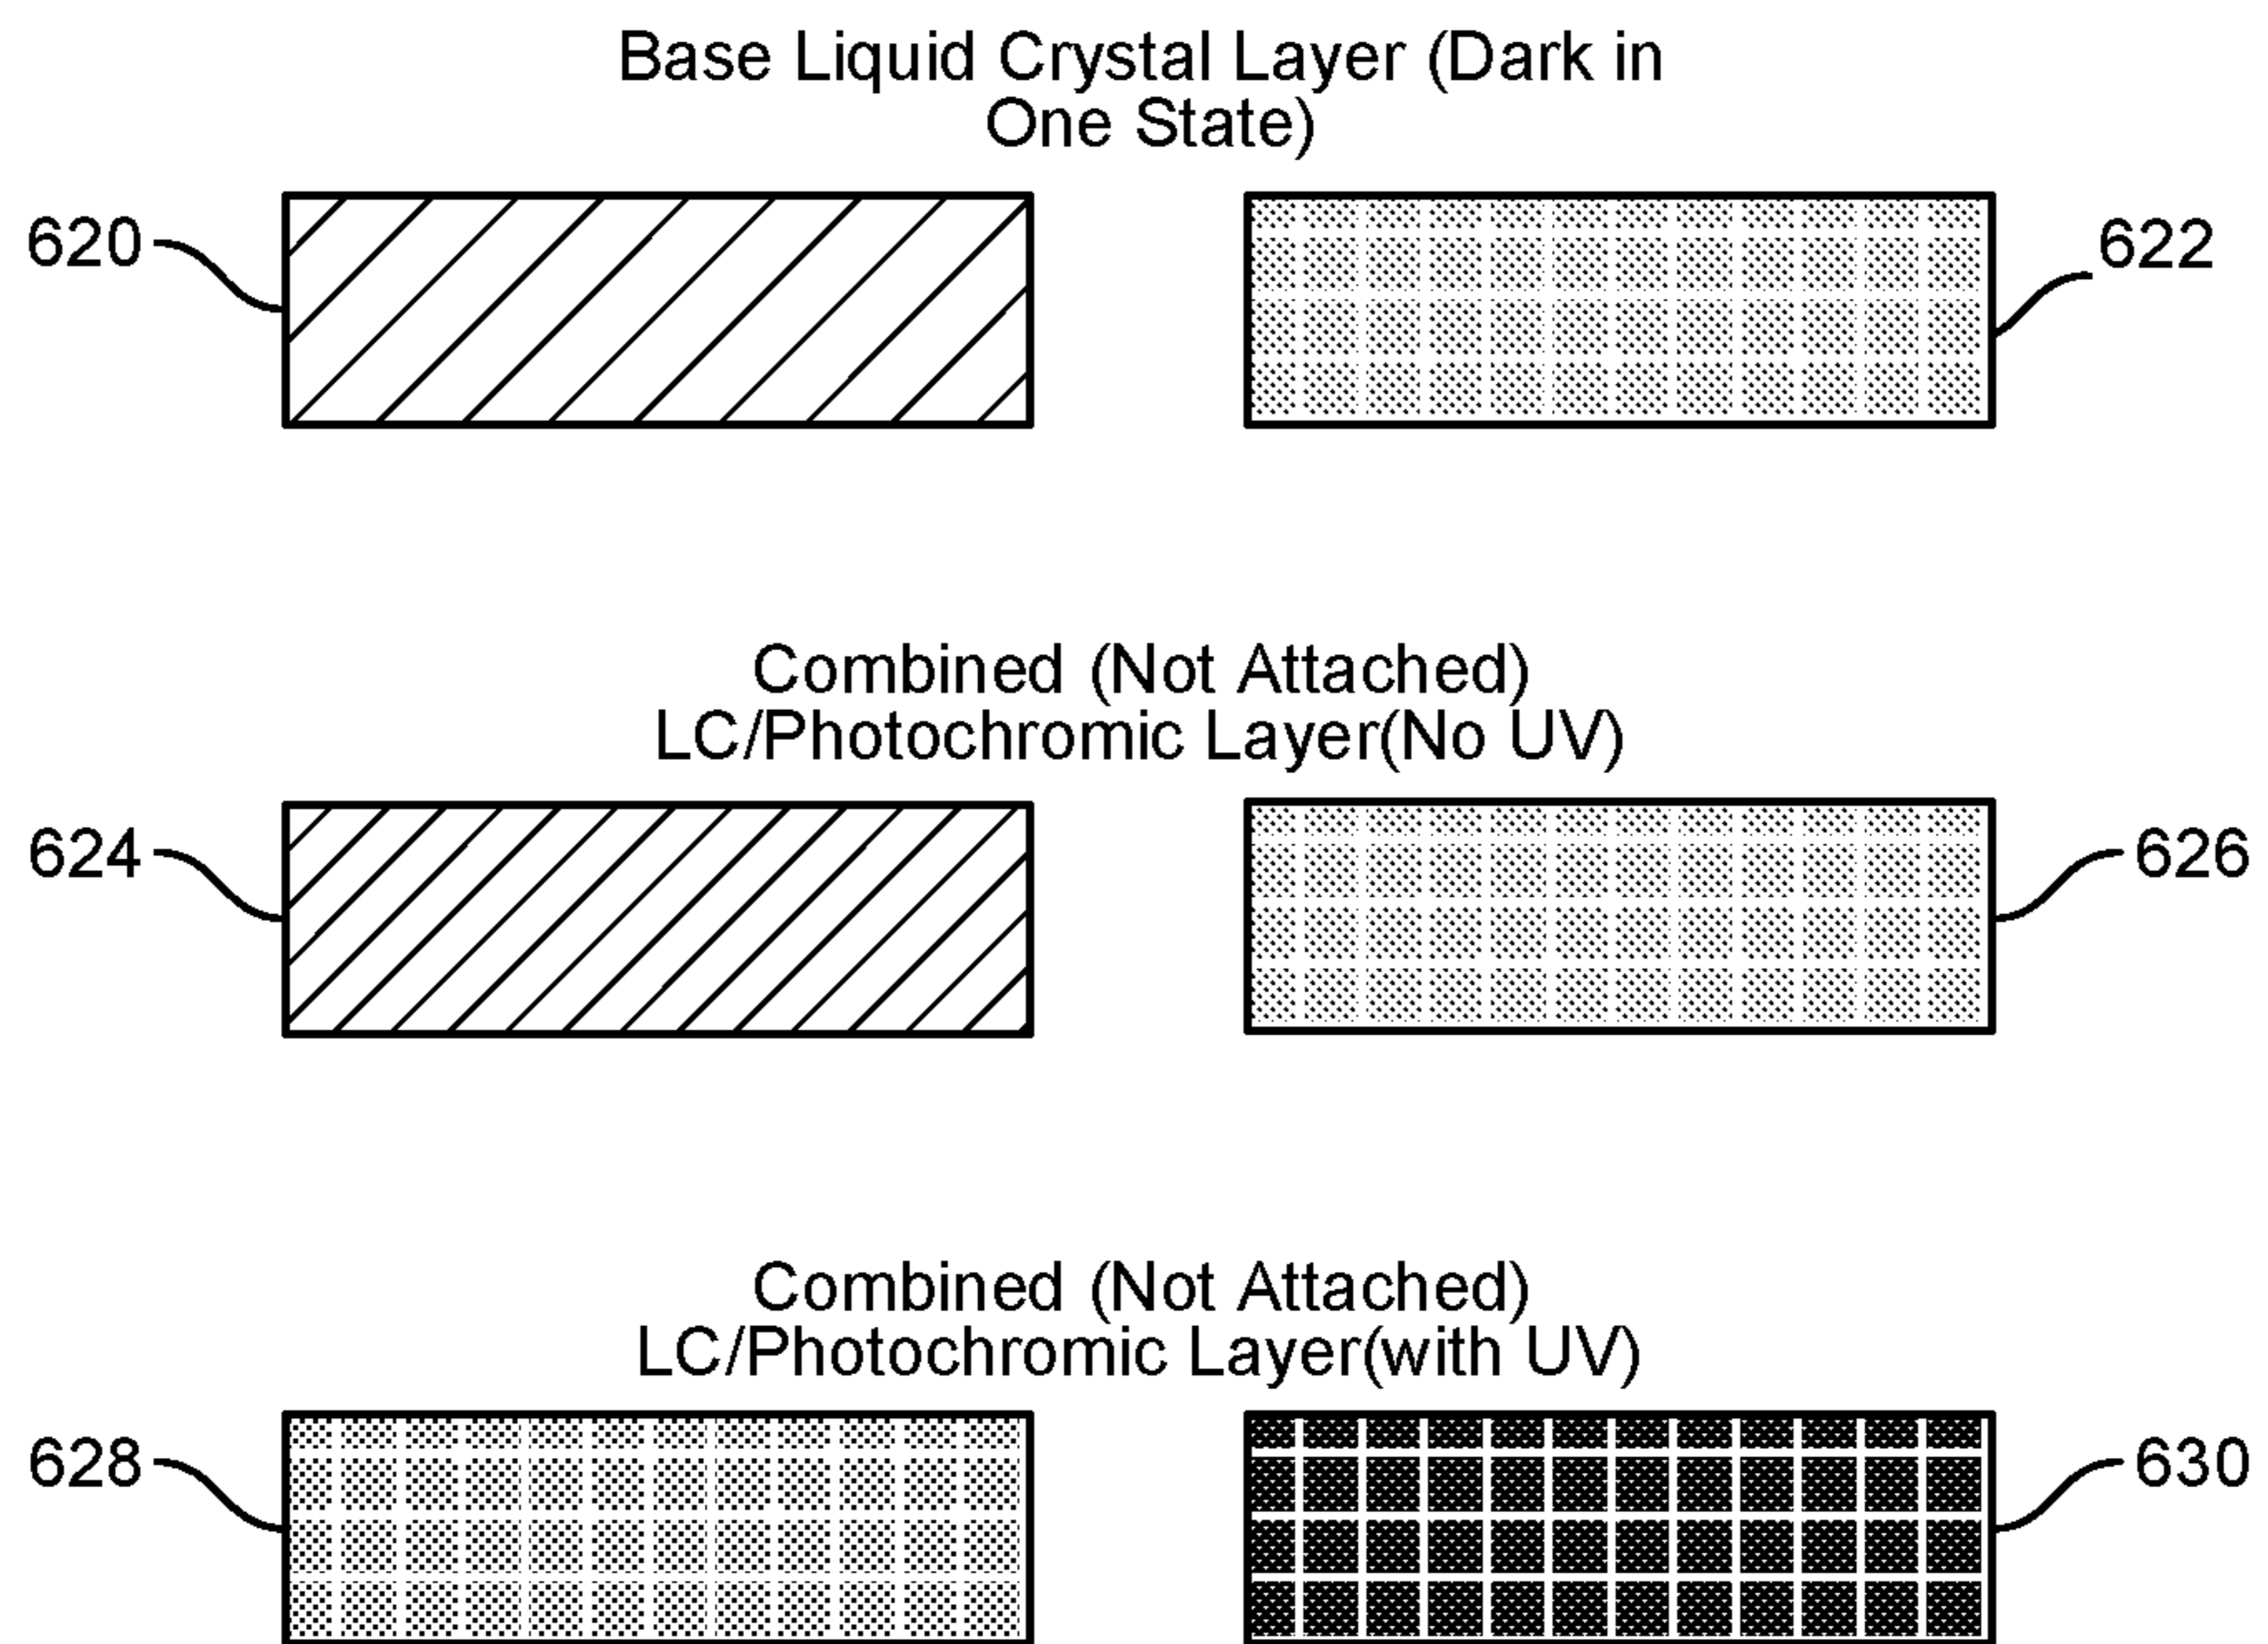 Base Liquid Crystal Layer (Dark in
One State)
620
622
Combined (Not Attached)
LC/Photochromic Layer(No UV)
624
626
Combined (Not Attached)
LC/Photochromic Layer(with UV)
628
630